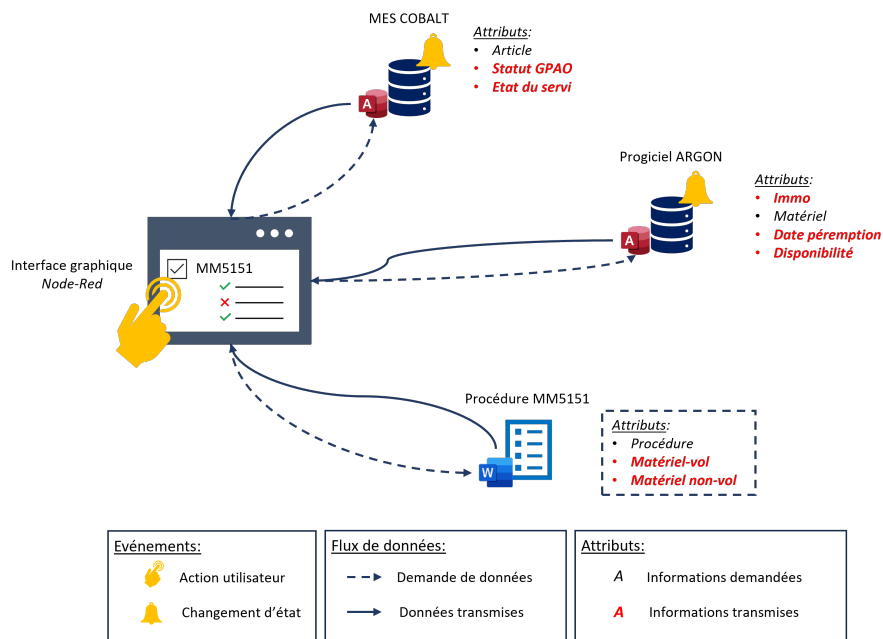 MES COBALT
Attributs:
• Article
• Statut GPAO
• Etat du servi
A
Progiciel ARGON
Attributs:
• Immo
• Matériel
• Date péremption
• Disponibilité
A
Interface graphique
Node-Red
MM5151
Procédure MM5151
W
Attributs:
• Procédure
• Matériel-vol
• Matériel non-vol
Evénements:
Action utilisateur
Changement d’état
Flux de données:
Demande de données
Données transmises
Attributs:
A Informations demandées
A Informations transmises